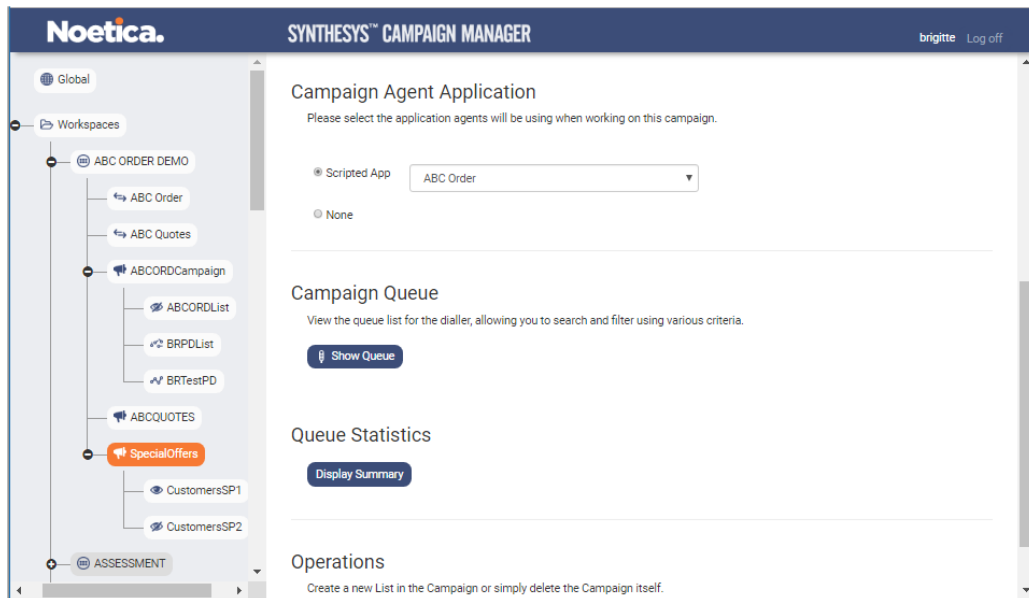 Noetica.
SYNTHESYS™ CAMPAIGN MANAGER
brigitte Log off
Global
Workspaces
ABC ORDER DEMO
ABC Order
ABC Quotes
ABCORDCampaign
ABCORDList
BRPDList
BRTestPD
ABCQUOTES
SpecialOffers
CustomersSP1
CustomersSP2
ASSESSMENT
Campaign Agent Application
Please select the application agents will be using when working on this campaign.
Scripted App
ABC Order
None
Campaign Queue
View the queue list for the dialler, allowing you to search and filter using various criteria.
Show Queue
Queue Statistics
Display Summary
Operations
Create a new List in the Campaign or simply delete the Campaign itself.